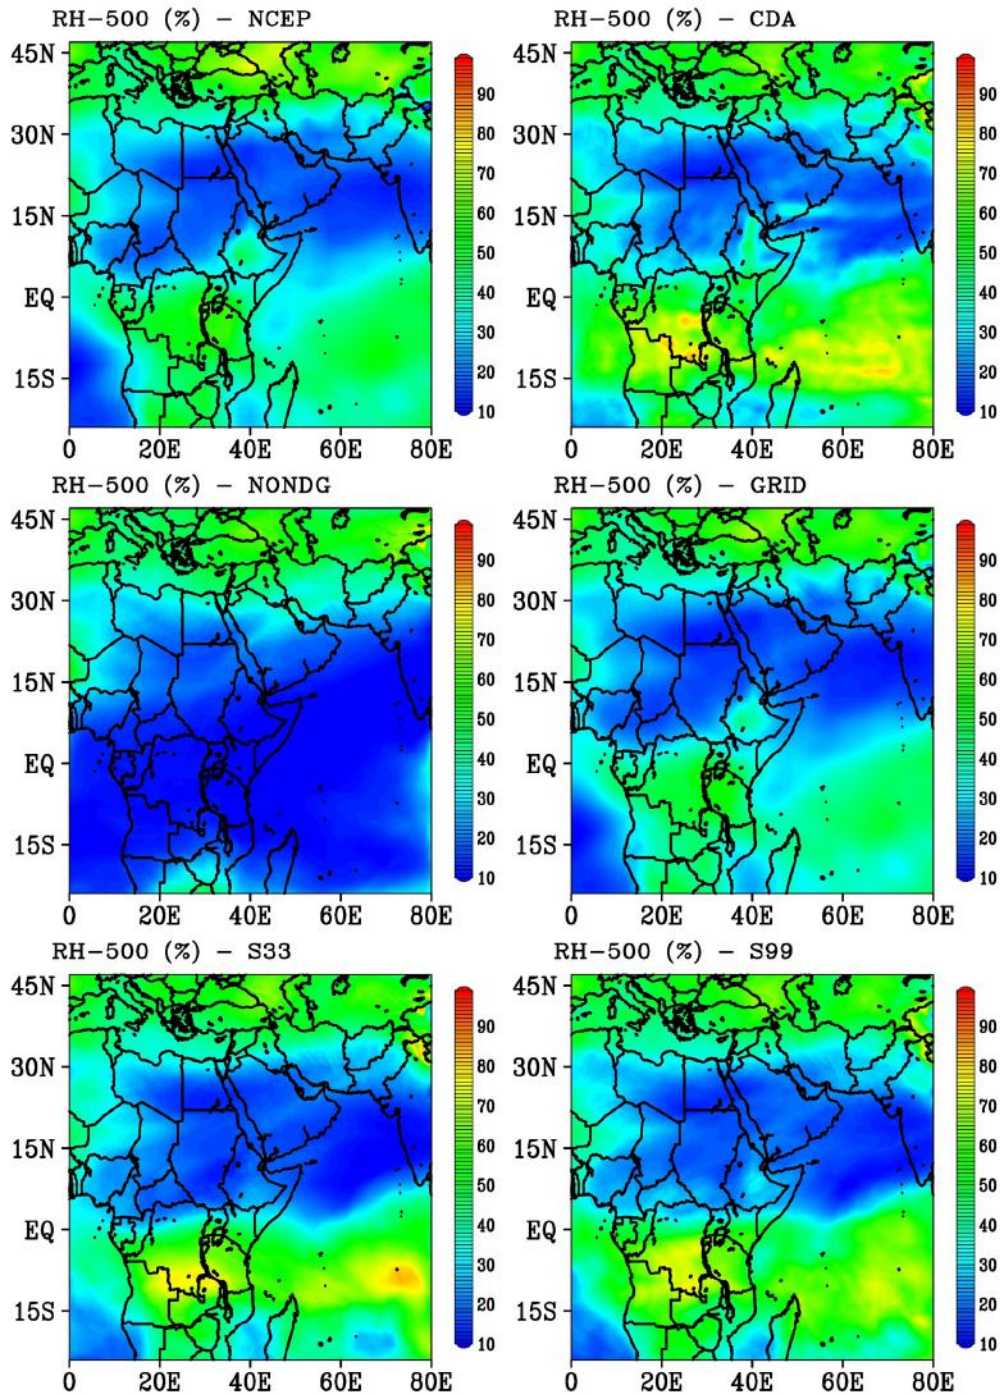 RH-500 (%) - NCEP
45N
30N
15N
EQ
15S
0 20E 40E 60E 80E
90
80
70
60
50
40
30
20
10
RH-500 (%) - CDA
45N
30N
15N
EQ
15S
0 20E 40E 60E 80E
90
80
70
60
50
40
30
20
10
RH-500 (%) - NONDG
45N
30N
15N
EQ
15S
0 20E 40E 60E 80E
90
80
70
60
50
40
30
20
10
RH-500 (%) - GRID
45N
30N
15N
EQ
15S
0 20E 40E 60E 80E
90
80
70
60
50
40
30
20
10
RH-500 (%) - S33
45N
30N
15N
EQ
15S
0 20E 40E 60E 80E
90
80
70
60
50
40
30
20
10
RH-500 (%) - S99
45N
30N
15N
EQ
15S
0 20E 40E 60E 80E
90
80
70
60
50
40
30
20
10